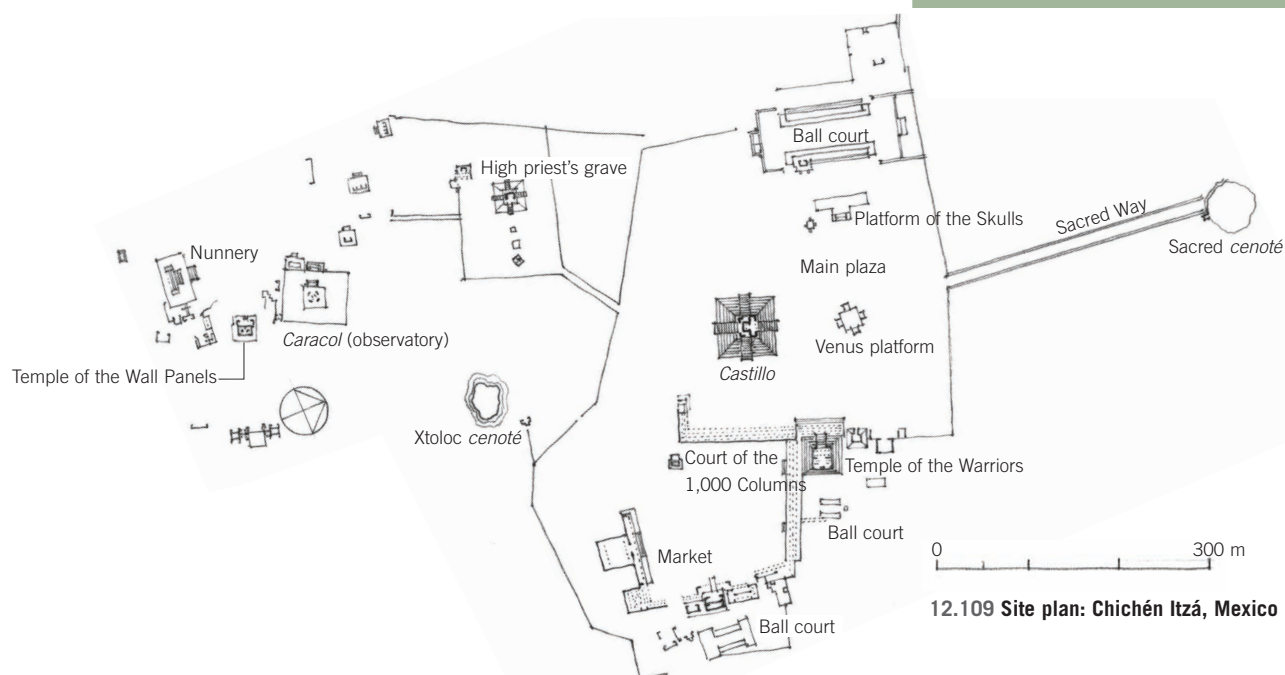 Ball court
High priest's grave
Platform of the Skulls
Sacred Way
Sacred cenoté
Nunnery
Main plaza
Caracol (observatory)
Venus platform
Temple of the Wall Panels
Castillo
Xtoloc cenoté
Court of the
1,000 Columns
Temple of the Warriors
Ball court
Market
0 300 m
12.109 Site plan: Chichén Itzá, Mexico
Ball court